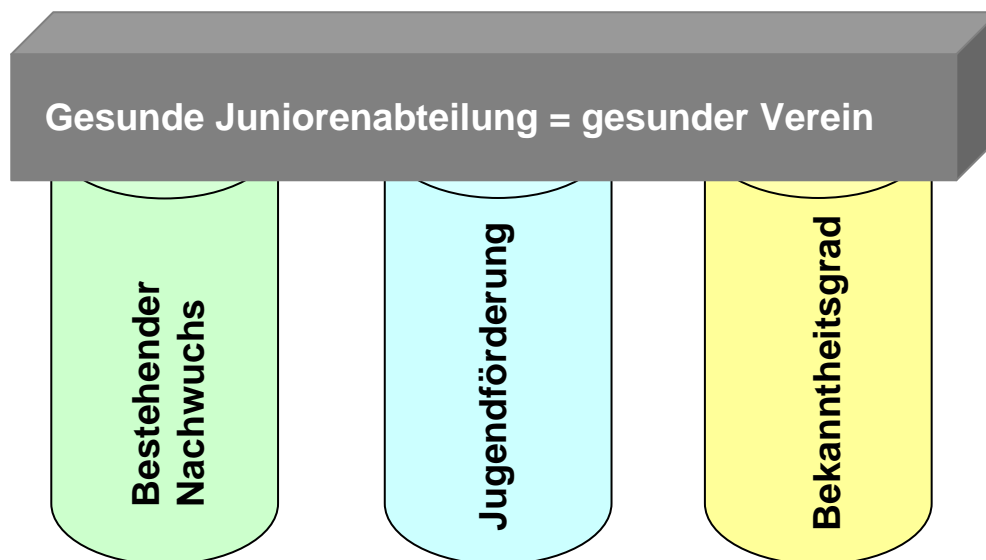 Gesunde Juniorenabteilung = gesunder Verein
Bestehender
Nachwuchs
Jugendförderung
Bekanntheitsgrad